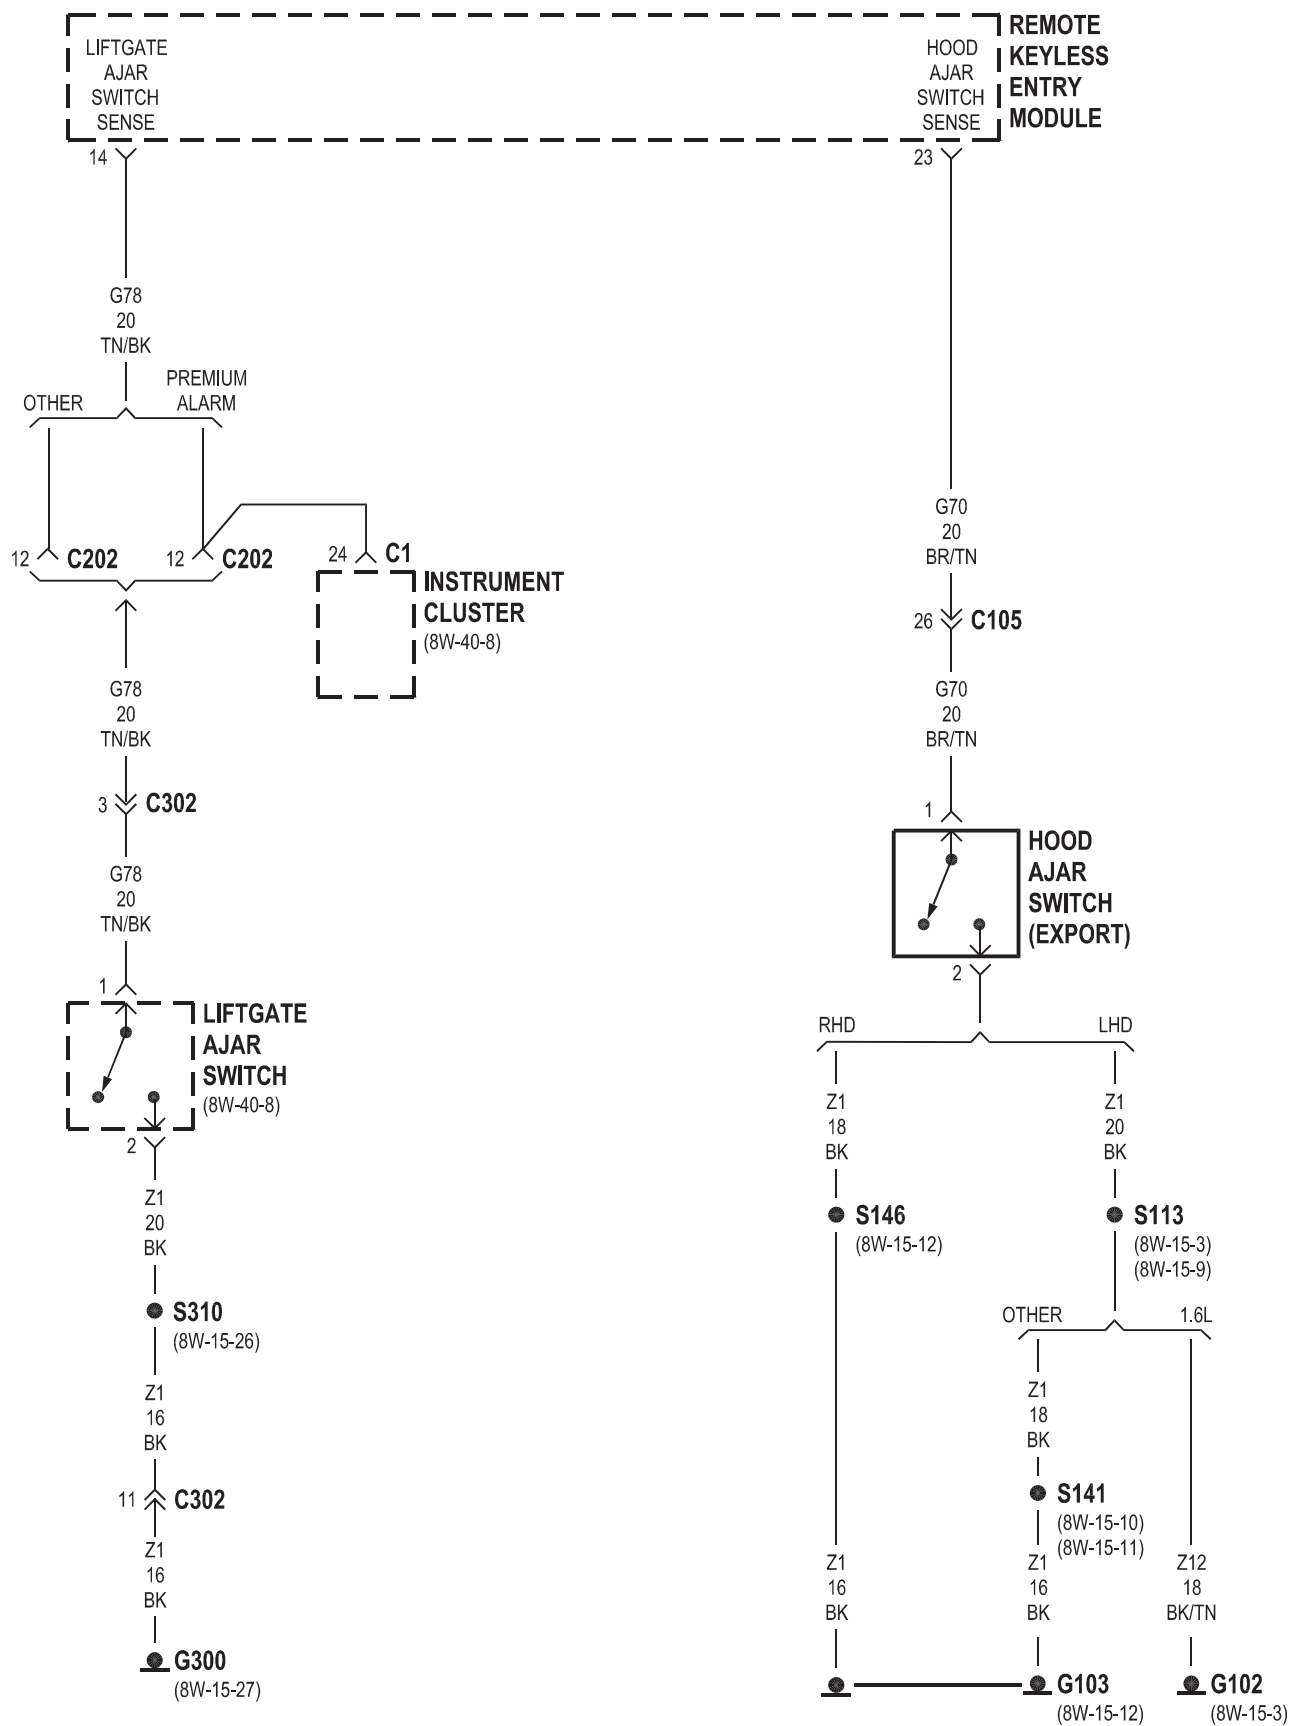 REMOTE
KEYLESS
ENTRY
MODULE
LIFTGATE
AJAR
SWITCH
SENSE
HOOD
AJAR
SWITCH
SENSE
14
23
G78
20
TN/BK
OTHER
PREMIUM
ALARM
12
C202
12
C202
24
C1
INSTRUMENT
CLUSTER
(8W-40-8)
G70
20
BR/TN
26
C105
G70
20
BR/TN
G78
20
TN/BK
3
C302
G78
20
TN/BK
1
LIFTGATE
AJAR
SWITCH
(8W-40-8)
2
Z1
20
BK
S310
(8W-15-26)
Z1
16
BK
11
C302
Z1
16
BK
G300
(8W-15-27)
1
HOOD
AJAR
SWITCH
(EXPORT)
2
RHD
LHD
Z1
18
BK
S146
(8W-15-12)
Z1
16
BK
Z1
20
BK
S113
(8W-15-3)
(8W-15-9)
OTHER
1.6L
Z1
18
BK
S141
(8W-15-10)
(8W-15-11)
Z1
16
BK
G103
(8W-15-12)
Z12
18
BK/TN
G102
(8W-15-3)